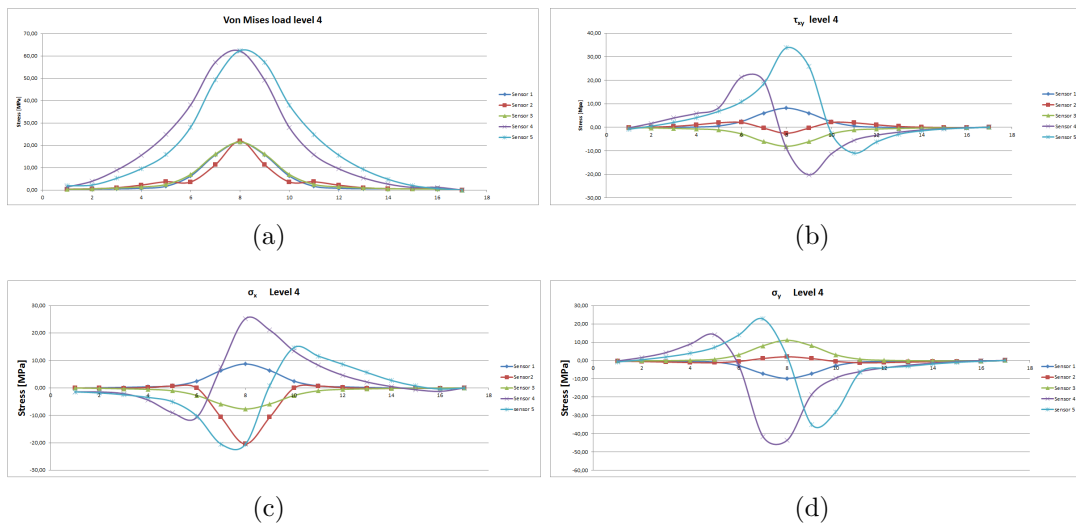 Von Mises load level 4
70,00
60,00
50,00
40,00
30,00
20,00
10,00
0,00
0 2 4 6 8 10 12 14 16 18
Stress [MPa]
Sensor 1
Sensor 2
Sensor 3
Sensor 4
Sensor 5
(a)
τxy level 4
40,00
30,00
20,00
10,00
0,00
-10,00
-20,00
-30,00
0 2 4 6 8 10 12 14 16 18
Stress [Mpa]
Sensor 1
Sensor 2
Sensor 3
Sensor 4
Sensor 5
(b)
σx Level 4
30,00
20,00
10,00
0,00
-10,00
-20,00
-30,00
0 2 4 6 8 10 12 14 16 18
Stress [MPa]
Sensor 1
Sensor2
Sensor 3
Sensor 4
sensor 5
(c)
σy Level 4
30,00
20,00
10,00
0,00
-10,00
-20,00
-30,00
-40,00
-50,00
-60,00
0 2 4 6 8 10 12 14 16 18
Stress [MPa]
Sensor 1
Sensor 2
Sensor 3
Sensor 4
Sensor 5
(d)